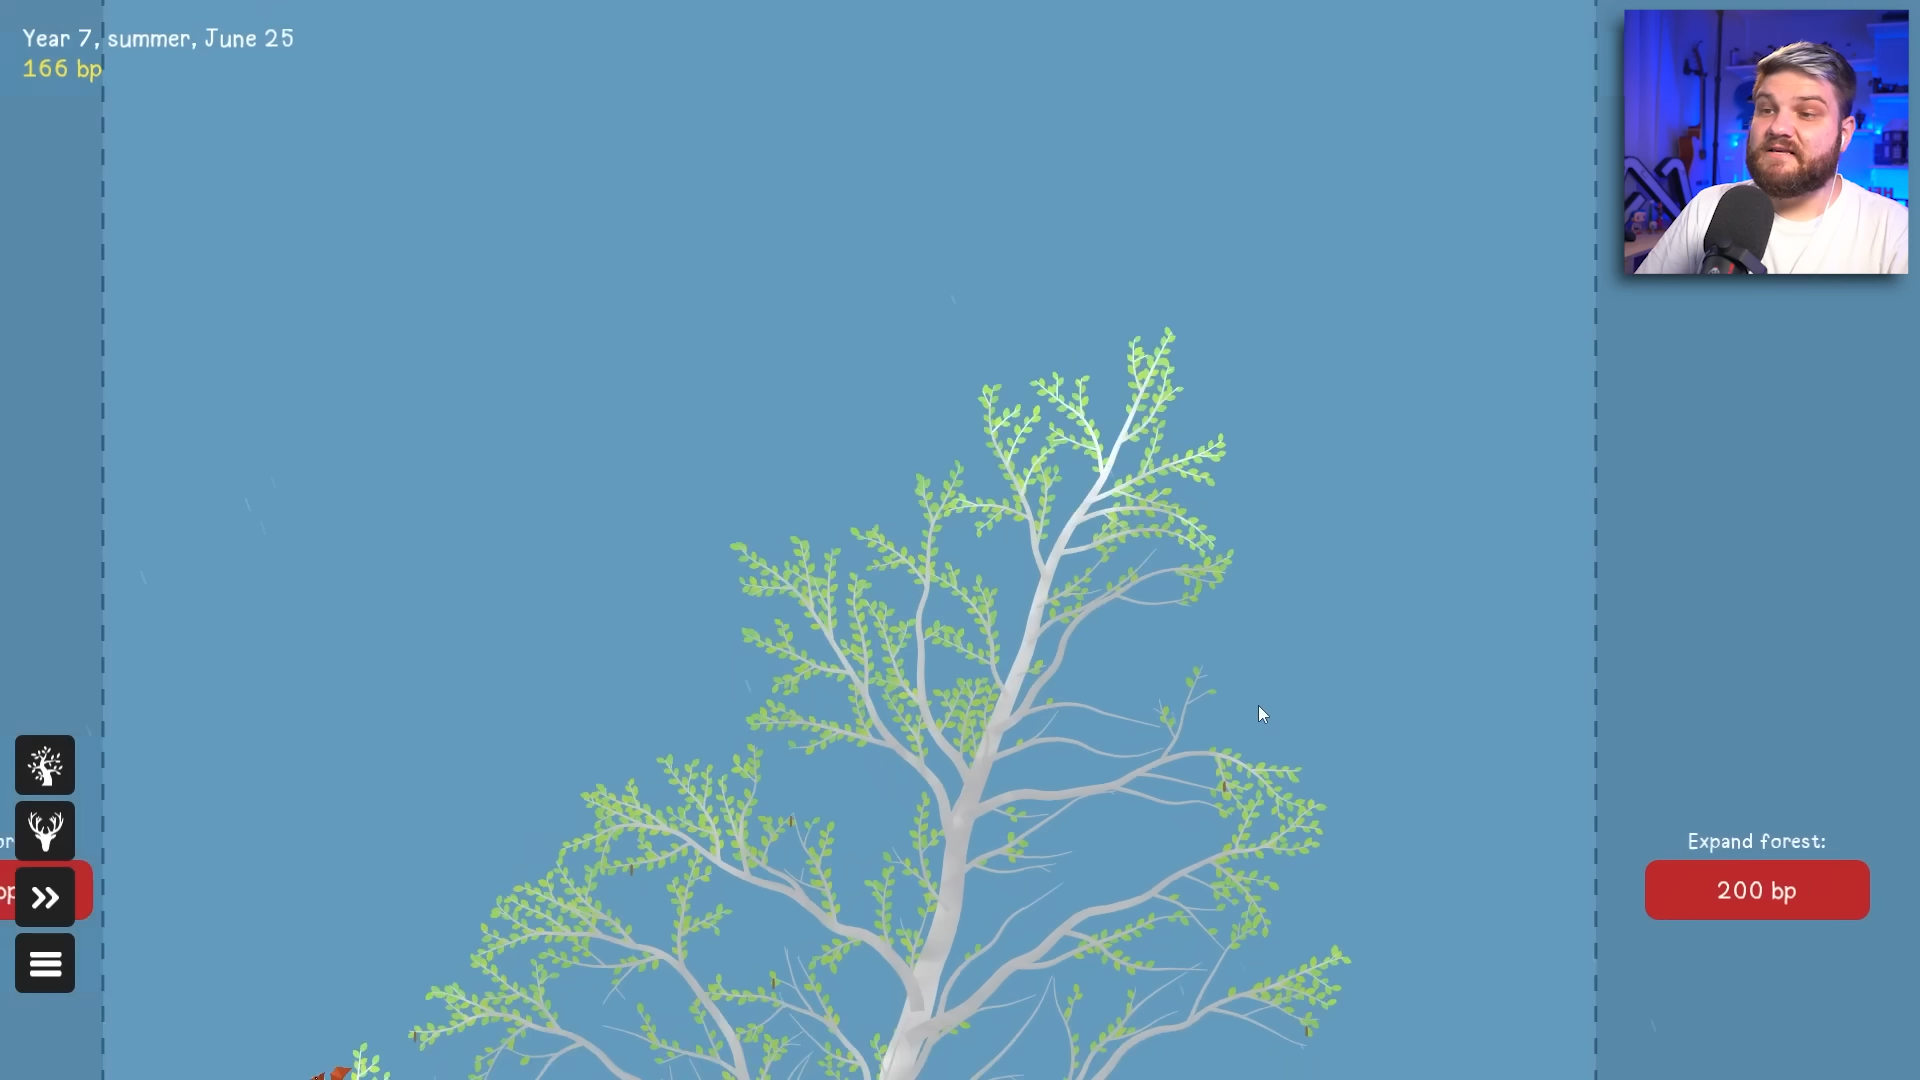 Year 7, summer, June 25
166 bp
Expand forest:
200 bp